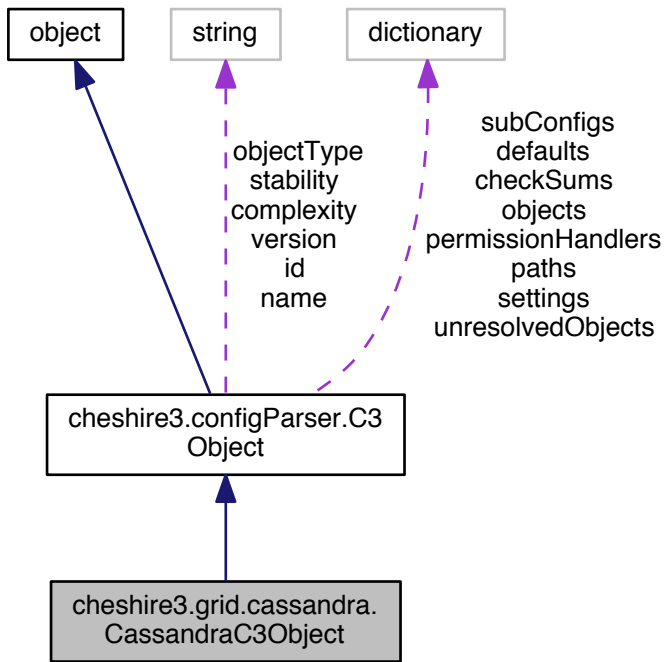 object
string
dictionary
objectType
stability
complexity
version
id
name
subConfigs
defaults
checkSums
objects
permissionHandlers
paths
settings
unresolvedObjects
cheshire3.configParser.C3
Object
cheshire3.grid.cassandra.
CassandraC3Object